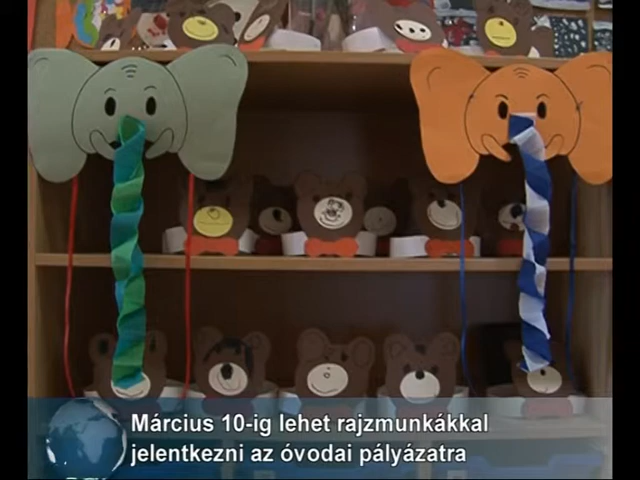 Március 10-ig lehet rajzmunkákkal
jelentkezni az óvodai pályázatra